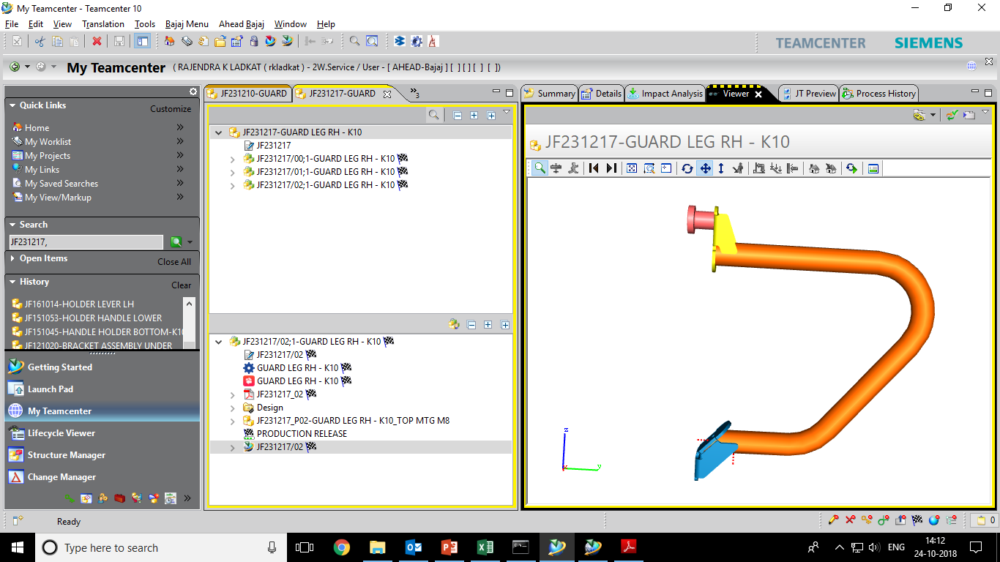 My Teamcenter - Teamcenter 10
File Edit View Translation Tools Bajaj Menu Ahead Bajaj Window Help
TEAMCENTER SIEMENS
My Teamcenter ( RAJENDRA K LADKAT ( rkladkat ) - 2W.Service / User - [ AHEAD-Bajaj ] [ ] [ ] [ ] [ ])
Quick Links
Customize
Home
My Worklist
My Projects
My Links
My Saved Searches
My View/Markup
Search
JF231217,
Open Items
Close All
History
Clear
JF161014-HOLDER LEVER LH
JF151053-HOLDER HANDLE LOWER
JF151045-HANDLE HOLDER BOTTOM-K10
JF121020-BRACKET ASSEMBLY UNDER
Getting Started
Launch Pad
My Teamcenter
Lifecycle Viewer
Structure Manager
Change Manager
Ready
JF231210-GUARD
JF231217-GUARD
3
JF231217-GUARD LEG RH - K10
JF231217
JF231217/00;1-GUARD LEG RH - K10
JF231217/01;1-GUARD LEG RH - K10
JF231217/02;1-GUARD LEG RH - K10
JF231217/02;1-GUARD LEG RH - K10
JF231217/02
GUARD LEG RH - K10
GUARD LEG RH - K10
JF231217_02
Design
JF231217_P02-GUARD LEG RH - K10_TOP MTG M8
PRODUCTION RELEASE
JF231217/02
Summary
Details
Impact Analysis
Viewer
JT Preview
Process History
JF231217-GUARD LEG RH - K10
z
x
y
0
Type here to search
ENG
14:12
24-10-2018